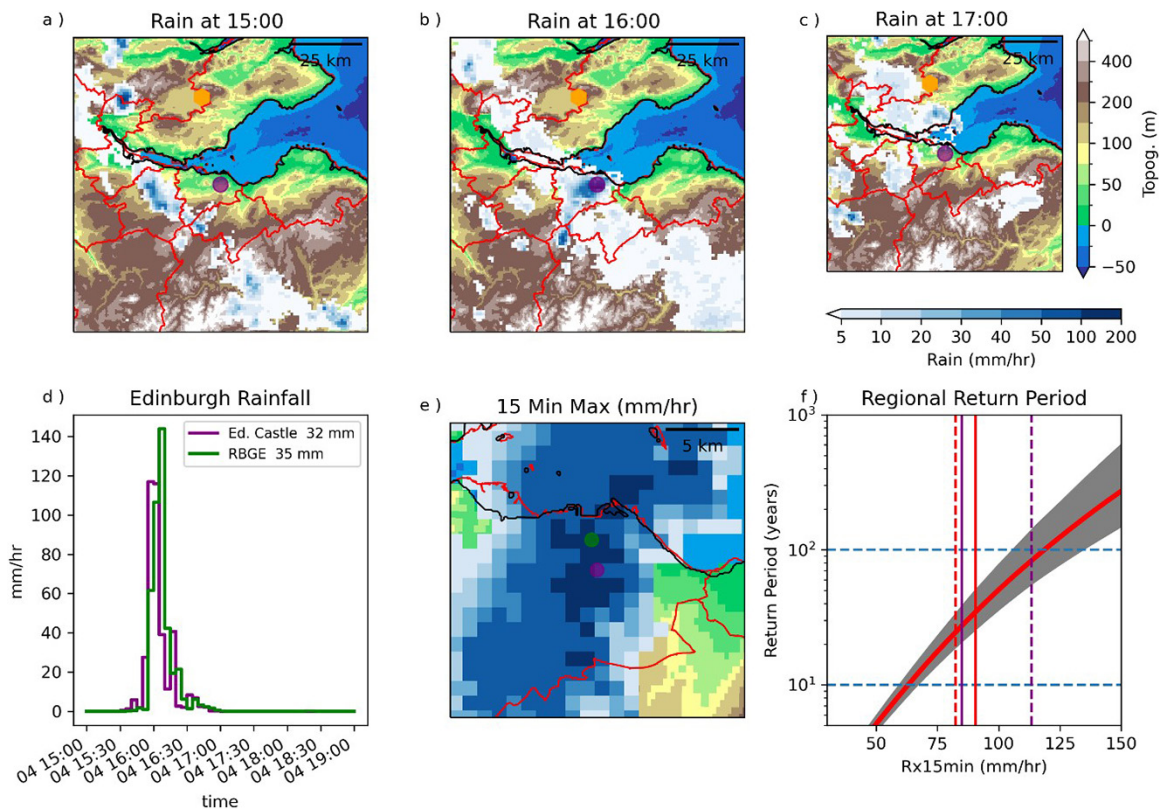 a )
Rain at 15:00
25 km
b )
Rain at 16:00
25 km
c )
Rain at 17:00
25 km
400
200
100
50
0
−50
Topog. (m)
5 10 20 30 40 50 100 200
Rain (mm/hr)
d )
Edinburgh Rainfall
Ed. Castle 32 mm
RBGE 35 mm
140
120
100
80
60
40
20
0
mm/hr
04 15:00
04 15:30
04 16:00
04 16:30
04 17:00
04 17:30
04 18:00
04 18:30
04 19:00
time
e )
15 Min Max (mm/hr)
5 km
f )
Regional Return Period
10³
10²
10¹
Return Period (years)
50 75 100 125 150
Rx15min (mm/hr)